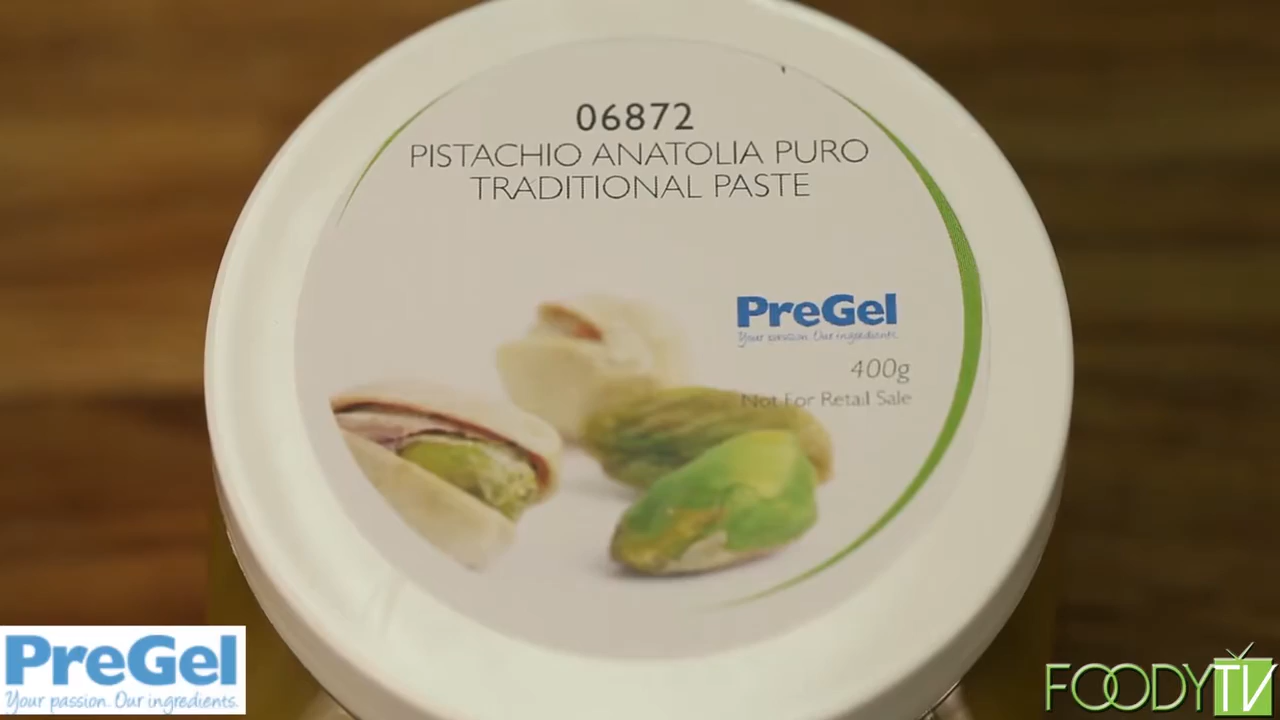 06872
PISTACHIO ANATOLIA PURO
TRADITIONAL PASTE
PreGel
Your passion. Our ingredients.
400g
Not For Retail Sale
PreGel
Your passion. Our ingredients.
FOODYTV